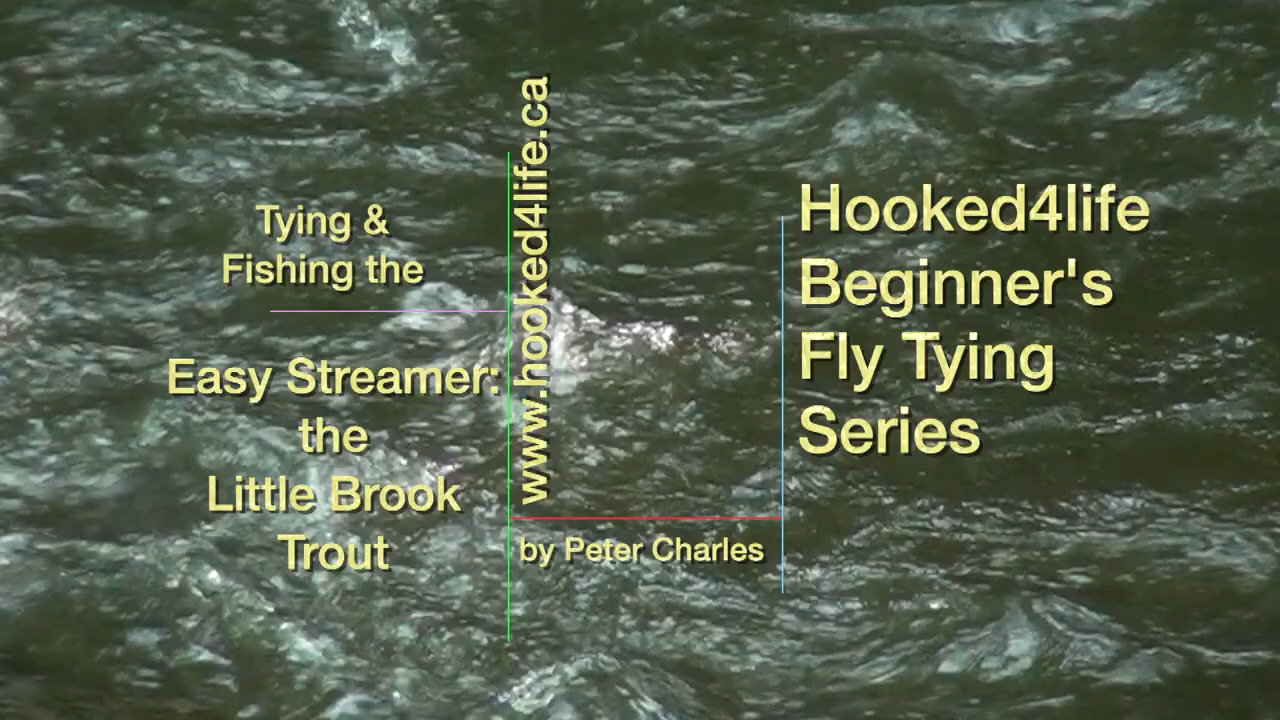 Tying &
Fishing the
Easy Streamer:
the
Little Brook
Trout
www.hooked4life.ca
by Peter Charles
Hooked4life
Beginner's
Fly Tying
Series